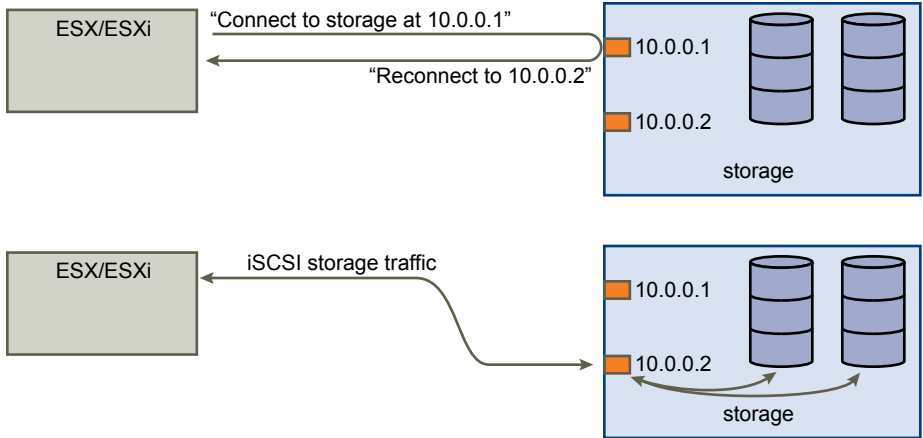 ESX/ESXi
“Connect to storage at 10.0.0.1”
“Reconnect to 10.0.0.2”
10.0.0.1
10.0.0.2
storage
ESX/ESXi
iSCSI storage traffic
10.0.0.1
10.0.0.2
storage